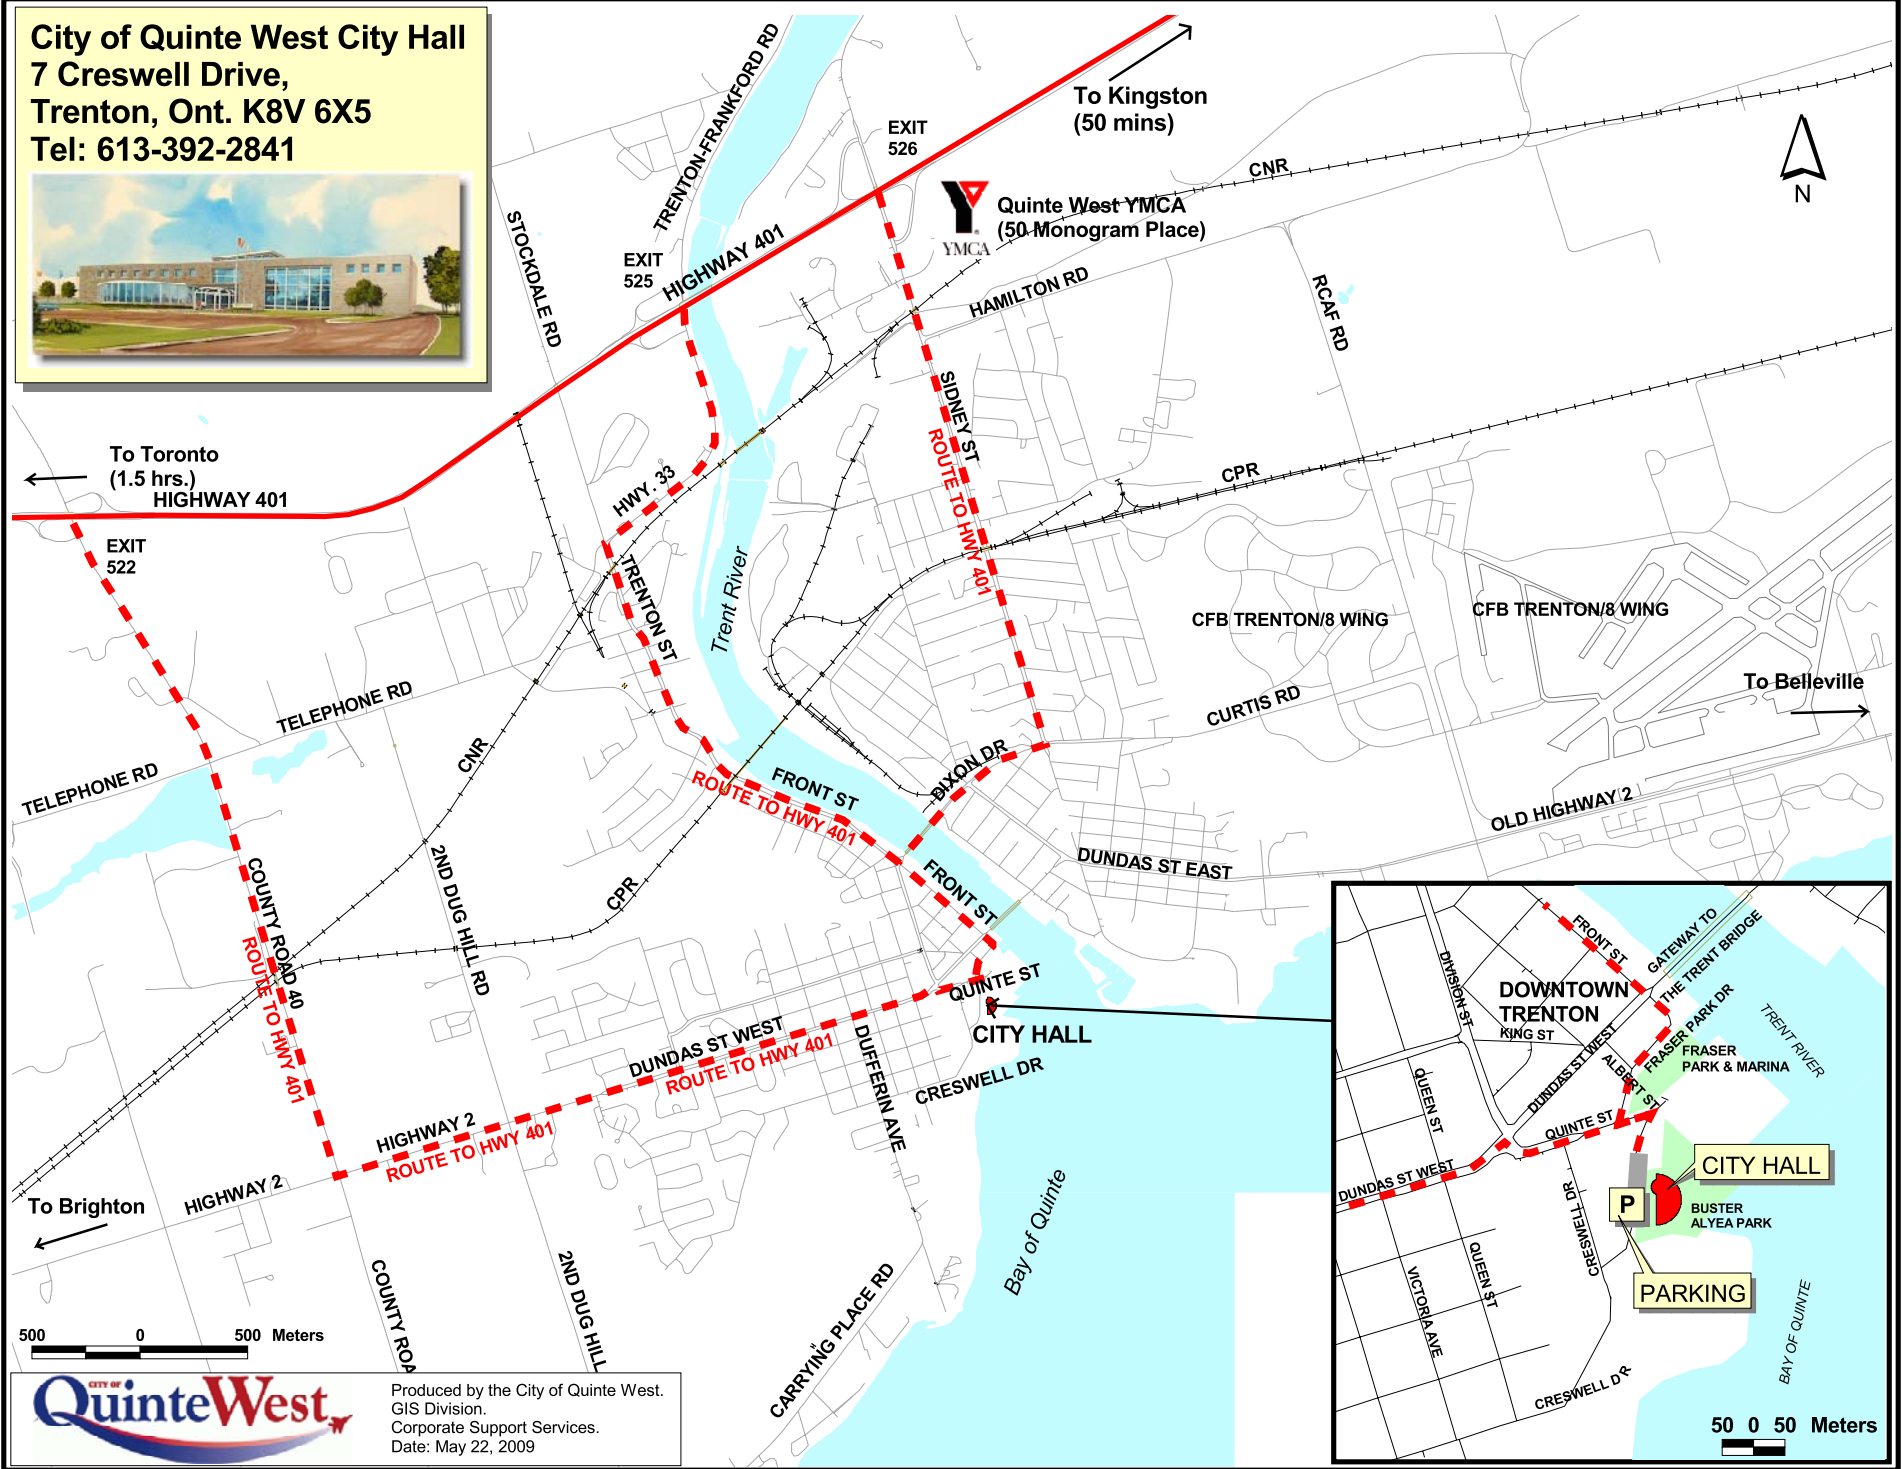 City of Quinte West City Hall
7 Creswell Drive,
Trenton, Ont. K8V 6X5
Tel: 613-392-2841
TRENTON-FRANKFORD RD
To Kingston
(50 mins)
EXIT
526
CNR
N
YMCA
Quinte West YMCA
(50 Monogram Place)
STOCKDALE RD
EXIT
525
HIGHWAY 401
HAMILTON RD
RCAF RD
SIDNEY ST
ROUTE TO HWY 401
To Toronto
(1.5 hrs.)
HIGHWAY 401
HWY. 33
CPR
EXIT
522
TRENTON ST
Trent River
CFB TRENTON/8 WING
CFB TRENTON/8 WING
To Belleville
TELEPHONE RD
CURTIS RD
CNR
TELEPHONE RD
DIXON DR
FRONT ST
ROUTE TO HWY 401
OLD HIGHWAY 2
COUNTY ROAD 40
ROUTE TO HWY 401
2ND DUG HILL RD
CPR
FRONT ST
DUNDAS ST EAST
QUINTE ST
CITY HALL
DUNDAS ST WEST
ROUTE TO HWY 401
DUFFERIN AVE
CRESWELL DR
HIGHWAY 2
ROUTE TO HWY 401
HIGHWAY 2
To Brighton
Bay of Quinte
COUNTY ROA
2ND DUG HILL
CARRYING PLACE RD
500 0 500 Meters
CITY OF
QuinteWest
Produced by the City of Quinte West.
GIS Division.
Corporate Support Services.
Date: May 22, 2009
FRONT ST
GATEWAY TO
THE TRENT BRIDGE
DIVISION ST
DOWNTOWN
TRENTON
KING ST
FRASER PARK DR
TRENT RIVER
DUNDAS ST WEST
FRASER
PARK & MARINA
ALBERT ST
QUEEN ST
QUINTE ST
CITY HALL
DUNDAS ST WEST
P
BUSTER
ALYEA PARK
CRESWELL DR
QUEEN ST
VICTORIA AVE
PARKING
BAY OF QUINTE
CRESWELL DR
50 0 50 Meters